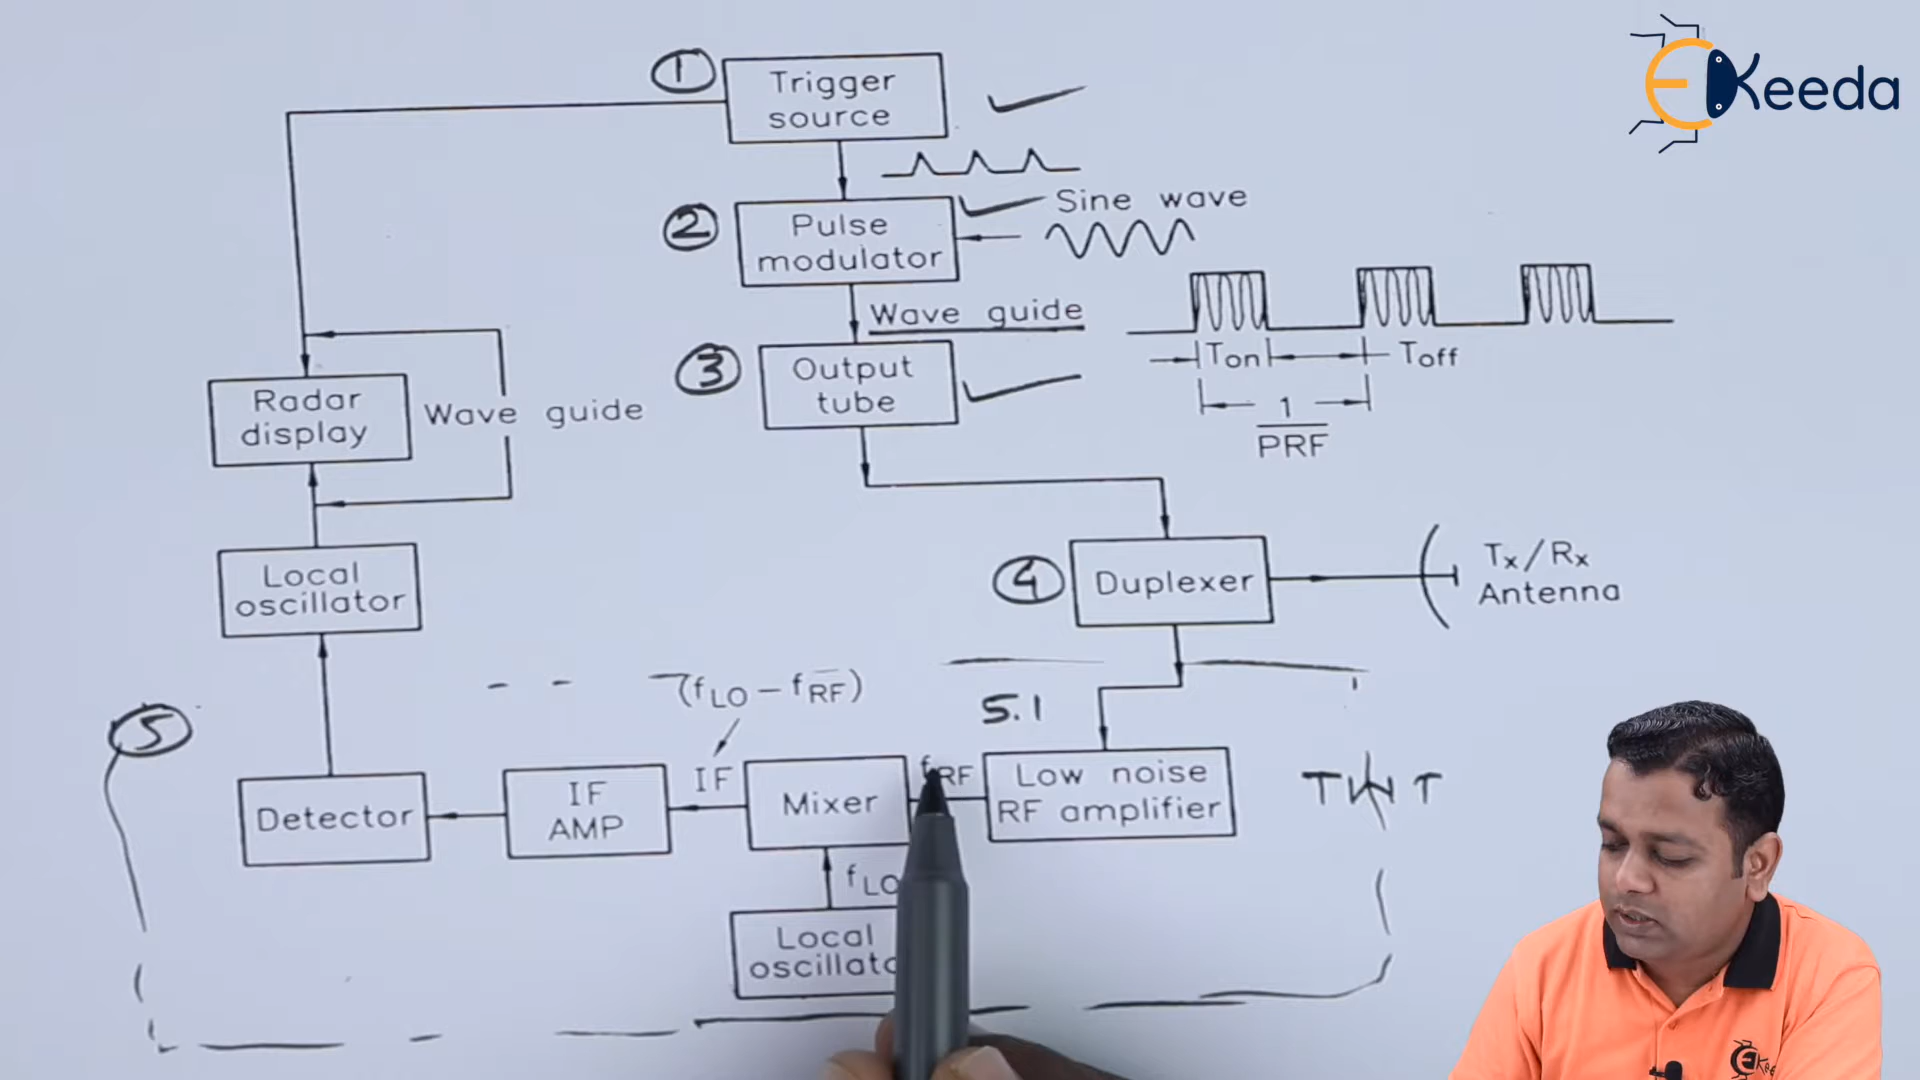 EKeeda
1
Trigger
source
2
Pulse
modulator
Sine wave
Wave guide
3
Output
tube
Ton
Toff
1
PRF
Radar
display
Wave guide
4
Duplexer
Tx/Rx
Antenna
Local
oscillator
5
(fLO – fRF)
5.1
Detector
IF
AMP
IF
Mixer
fRF
Low noise
RF amplifier
fLO
Local